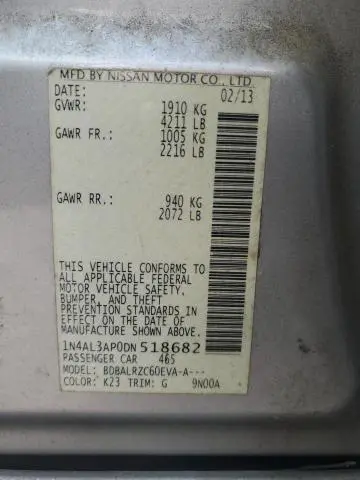 MFD BY NISSAN MOTOR CO., LTD.
DATE: 02/13
GVWR: 1910 KG
4211 LB
GAWR FR.: 1005 KG
2216 LB
GAWR RR.: 940 KG
2072 LB
THIS VEHICLE CONFORMS TO
ALL APPLICABLE FEDERAL
MOTOR VEHICLE SAFETY,
BUMPER, AND THEFT
PREVENTION STANDARDS IN
EFFECT ON THE DATE OF
MANUFACTURE SHOWN ABOVE.
1N4AL3AP0DN518682
PASSENGER CAR 465
MODEL: BDBALRZC60EVA-A---
COLOR: K23 TRIM: G 9N00A